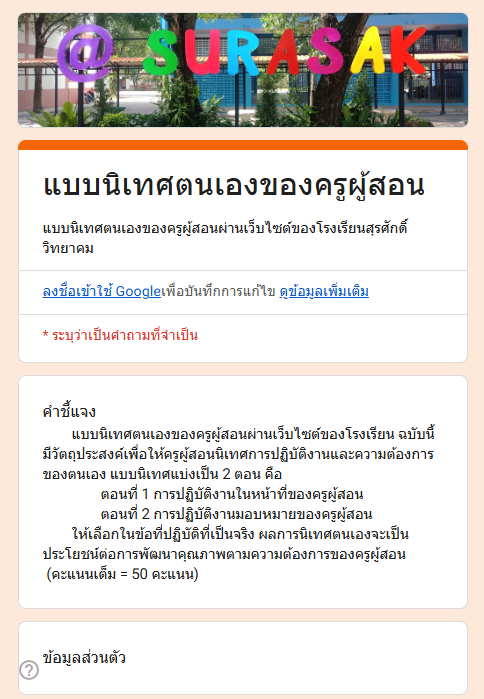 @ SURASAK
แบบนิเทศตนเองของครูผู้สอน
แบบนิเทศตนเองของครูผู้สอนผ่านเว็บไซต์ของโรงเรียนสุรศักดิ์
วิทยาคม
ลงชื่อเข้าใช้ Googleเพื่อบันทึกการแก้ไข ดูข้อมูลเพิ่มเติม
* ระบุว่าเป็นคำถามที่จำเป็น
คำชี้แจง
แบบนิเทศตนเองของครูผู้สอนผ่านเว็บไซต์ของโรงเรียน ฉบับนี้
มีวัตถุประสงค์เพื่อให้ครูผู้สอนนิเทศการปฏิบัติงานและความต้องการ
ของตนเอง แบบนิเทศแบ่งเป็น 2 ตอน คือ
ตอนที่ 1 การปฏิบัติงานในหน้าที่ของครูผู้สอน
ตอนที่ 2 การปฏิบัติงานมอบหมายของครูผู้สอน
ให้เลือกในข้อที่ปฏิบัติที่เป็นจริง ผลการนิเทศตนเองจะเป็น
ประโยชน์ต่อการพัฒนาคุณภาพตามความต้องการของครูผู้สอน
(คะแนนเต็ม = 50 คะแนน)
ข้อมูลส่วนตัว